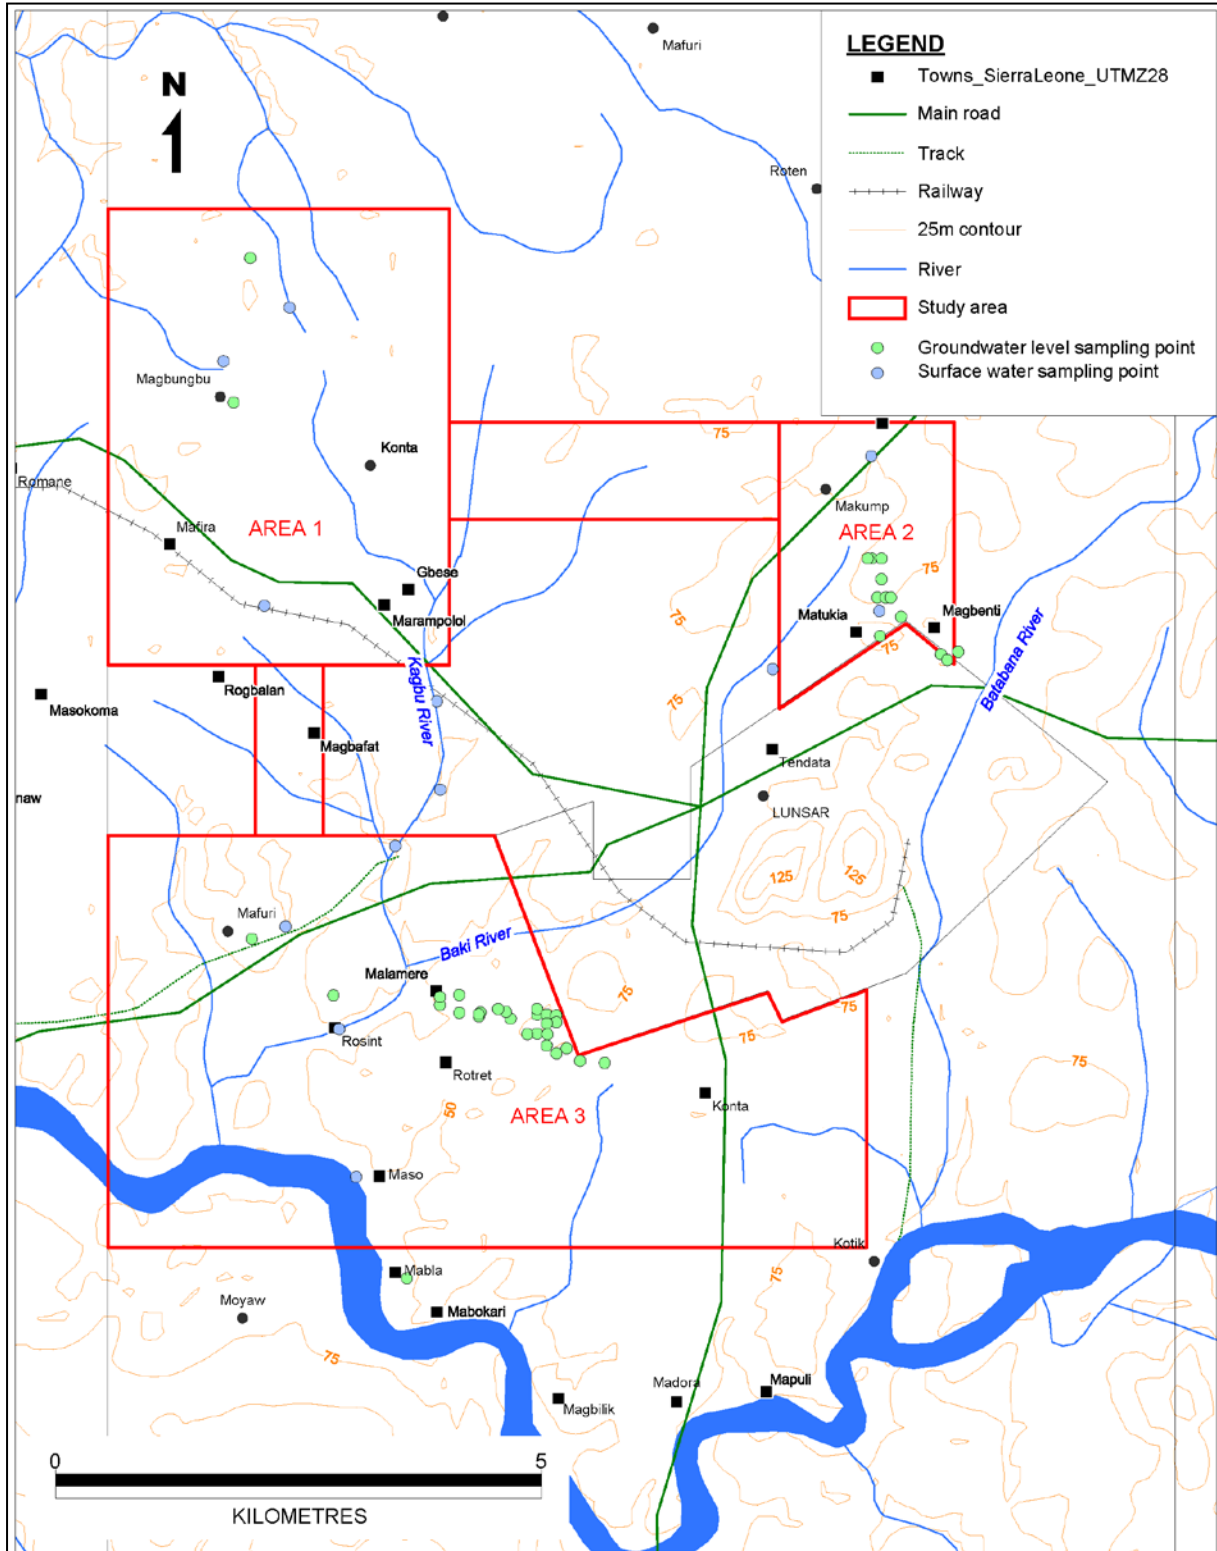 Mafuri
LEGEND
Towns_SierraLeone_UTMZ28
N
Main road
Track
Roten
Railway
25m contour
River
Study area
Groundwater level sampling point
Surface water sampling point
Magbungbu
75
Konta
Romane
Makump
Mafira
AREA 1
AREA 2
75
Gbese
Marampolol
75
Matukia
Magbenti
75
Batabana River
Kagbu River
Rogbalan
Masokoma
75
Magbafat
Tendata
naw
LUNSAR
125
125
75
Mafuri
Baki River
Malamere
75
75
75
Rosint
Rotret
75
50
AREA 3
Konta
Maso
Kotik
75
Mabla
Moyaw
Mabokari
75
Madora
Mapuli
Magbilik
0
5
KILOMETRES